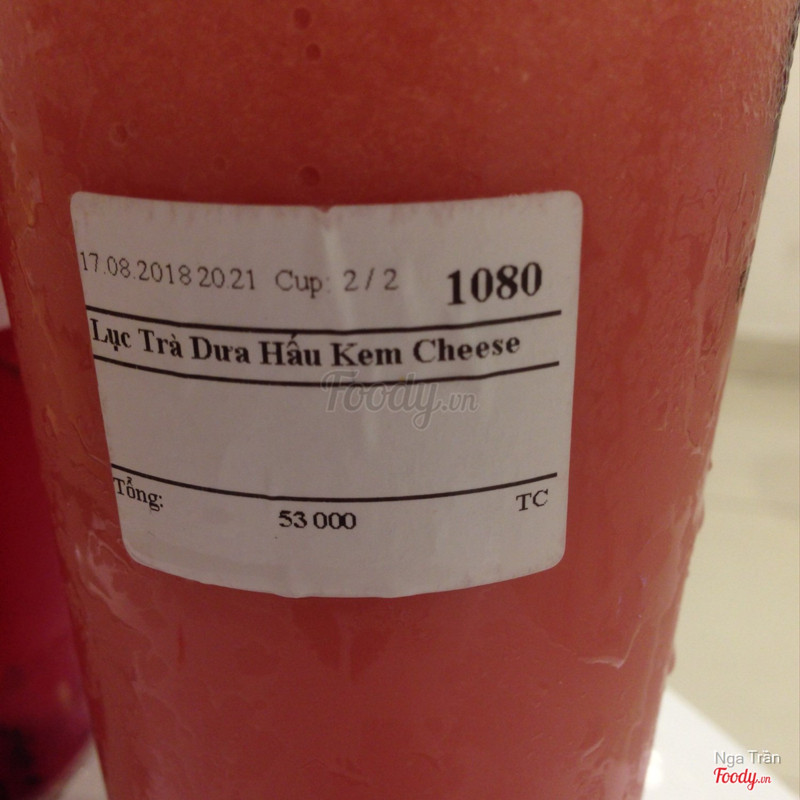 17.08.2018 20 21 Cup: 2 / 2 1080
Lục Trà Dưa Hấu Kem Cheese
Foody.vn
Tổng: 53 000 TC
Nga Trần
Foody.vn